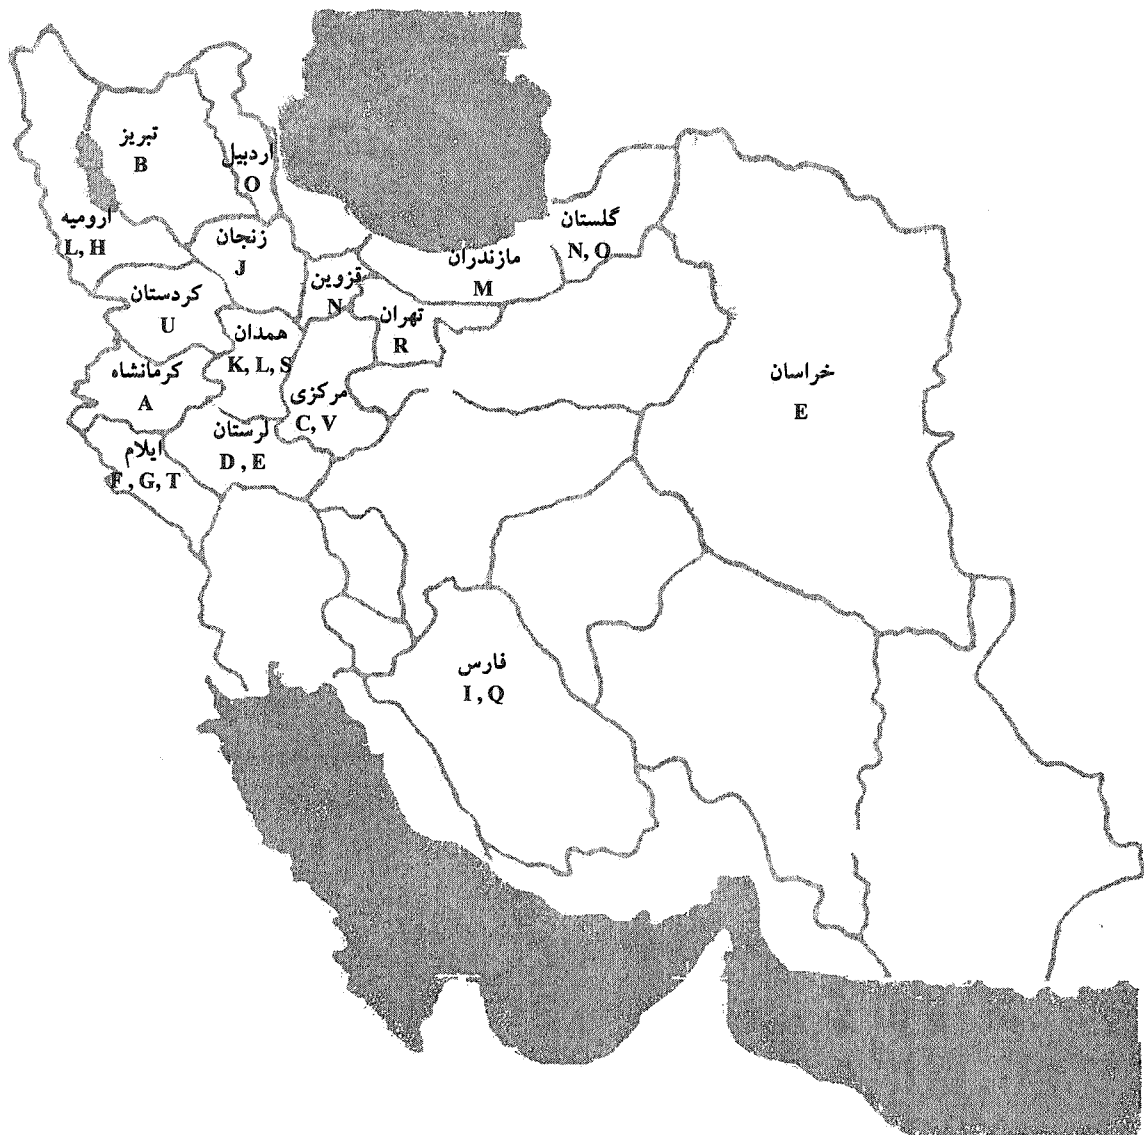 تبریز
B
اردبیل
O
ارومیه
L, H
زنجان
J
گلستان
N, O
مازندران
M
قزوین
N
کردستان
U
تهران
R
همدان
K, L, S
کرمانشاه
A
خراسان
E
مرکزی
C, V
لرستان
D , E
ایلام
F , G, T
فارس
I , Q